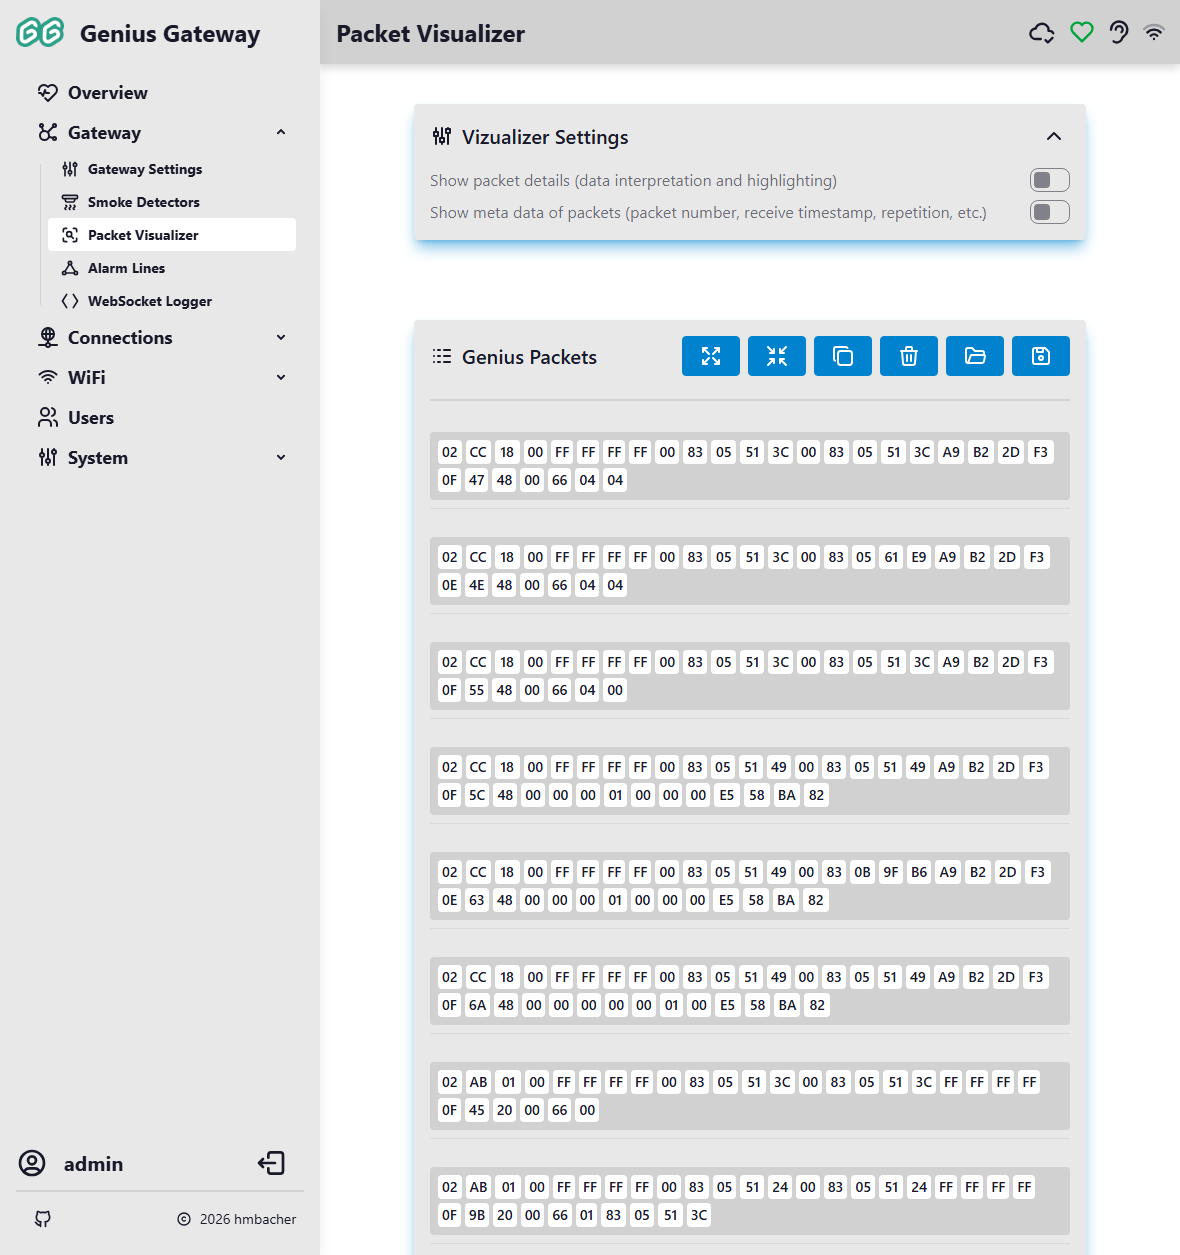 Genius Gateway
Packet Visualizer
Overview
Gateway
Gateway Settings
Smoke Detectors
Packet Visualizer
Alarm Lines
WebSocket Logger
Connections
WiFi
Users
System
admin
© 2026 hmbacher
Vizualizer Settings
Show packet details (data interpretation and highlighting)
Show meta data of packets (packet number, receive timestamp, repetition, etc.)
Genius Packets
02 CC 18 00 FF FF FF FF 00 83 05 51 3C 00 83 05 51 3C A9 B2 2D F3
0F 47 48 00 66 04 04
02 CC 18 00 FF FF FF FF 00 83 05 51 3C 00 83 05 61 E9 A9 B2 2D F3
0E 4E 48 00 66 04 04
02 CC 18 00 FF FF FF FF 00 83 05 51 3C 00 83 05 51 3C A9 B2 2D F3
0F 55 48 00 66 04 00
02 CC 18 00 FF FF FF FF 00 83 05 51 49 00 83 05 51 49 A9 B2 2D F3
0F 5C 48 00 00 00 01 00 00 00 E5 58 BA 82
02 CC 18 00 FF FF FF FF 00 83 05 51 49 00 83 0B 9F B6 A9 B2 2D F3
0E 63 48 00 00 00 01 00 00 00 E5 58 BA 82
02 CC 18 00 FF FF FF FF 00 83 05 51 49 00 83 05 51 49 A9 B2 2D F3
0F 6A 48 00 00 00 00 00 01 00 E5 58 BA 82
02 AB 01 00 FF FF FF FF 00 83 05 51 3C 00 83 05 51 3C FF FF FF FF
0F 45 20 00 66 00
02 AB 01 00 FF FF FF FF 00 83 05 51 24 00 83 05 51 24 FF FF FF FF
0F 9B 20 00 66 01 83 05 51 3C